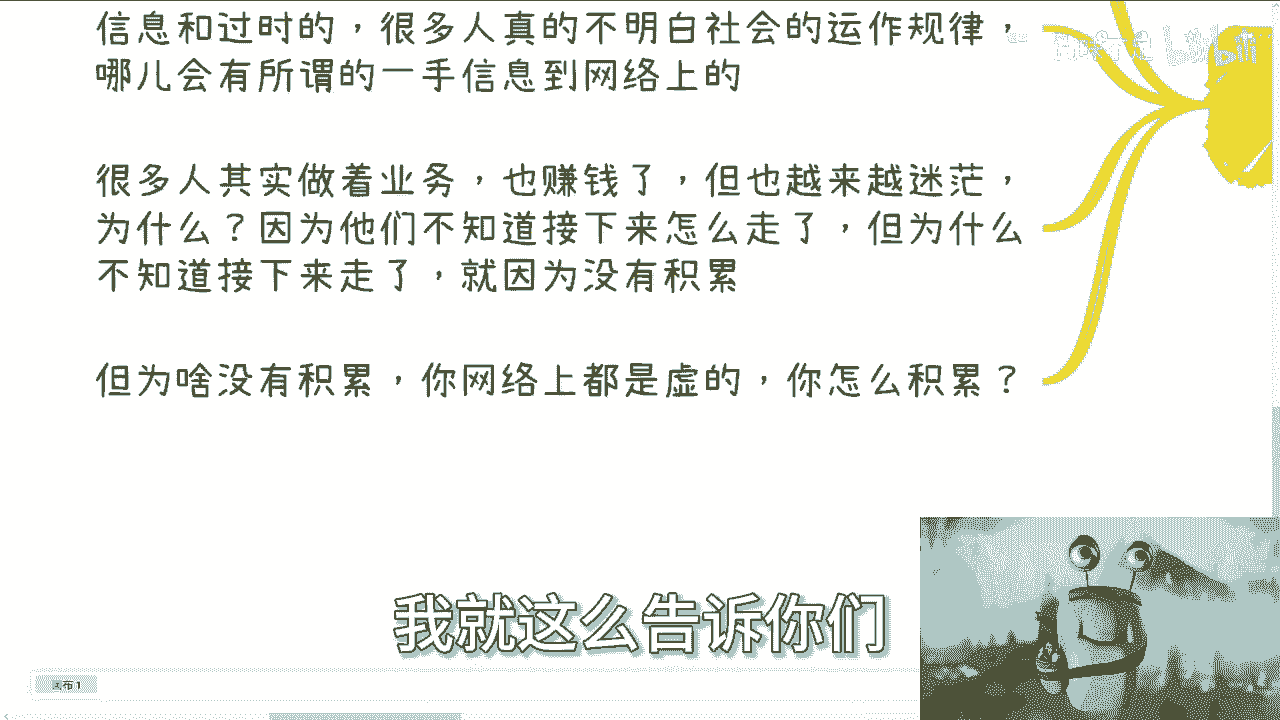 信息和过时的，很多人真的不明白社会的运作规律，
哪儿会有所谓的一手信息到网络上的
很多人其实做着业务，也赚钱了，但也越来越迷茫，
为什么？因为他们不知道接下来怎么走了，但为什么
不知道接下来走了，就因为没有积累
但为啥没有积累，你网络上都是虚的，你怎么积累？
我就这么告诉你们
画布 1